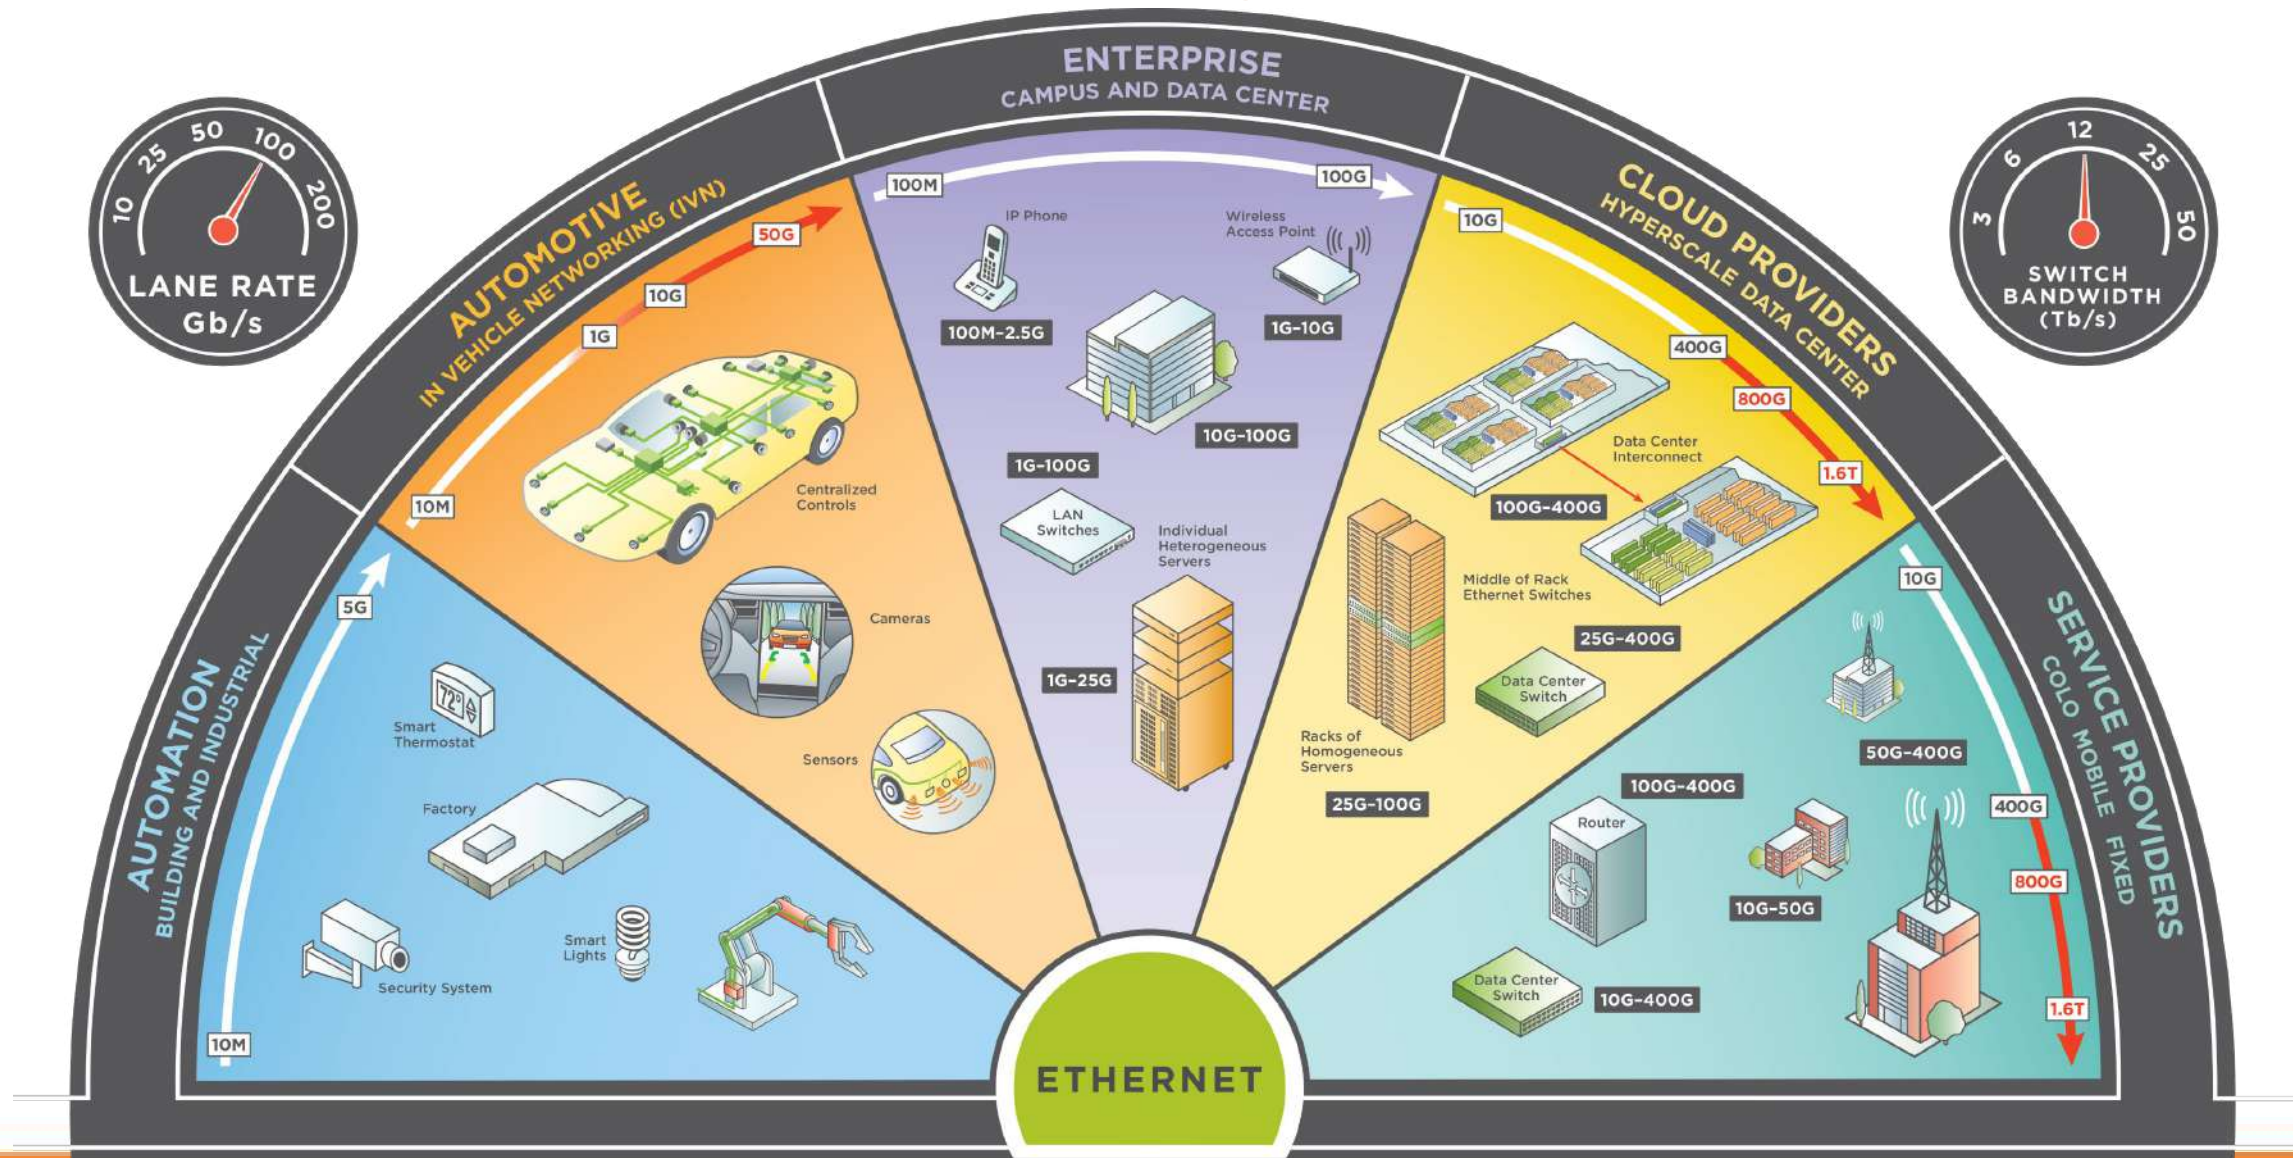 10
25
50
100
200
LANE RATE
Gb/s
3
6
12
25
50
SWITCH
BANDWIDTH
(Tb/s)
AUTOMATION
BUILDING AND INDUSTRIAL
10M
5G
Smart
Thermostat
72°
Factory
Security System
Smart
Lights
AUTOMOTIVE
IN VEHICLE NETWORKING (IVN)
10M
1G
10G
50G
Centralized
Controls
Cameras
Sensors
ENTERPRISE
CAMPUS AND DATA CENTER
100M
100G
IP Phone
100M-2.5G
Wireless
Access Point
1G-10G
10G-100G
1G-100G
LAN
Switches
Individual
Heterogeneous
Servers
1G-25G
CLOUD PROVIDERS
HYPERSCALE DATA CENTER
10G
400G
800G
1.6T
Data Center
Interconnect
100G-400G
Middle of Rack
Ethernet Switches
25G-400G
Data Center
Switch
Racks of
Homogeneous
Servers
25G-100G
SERVICE PROVIDERS
COLO MOBILE FIXED
10G
400G
800G
1.6T
50G-400G
100G-400G
Router
10G-50G
Data Center
Switch
10G-400G
ETHERNET